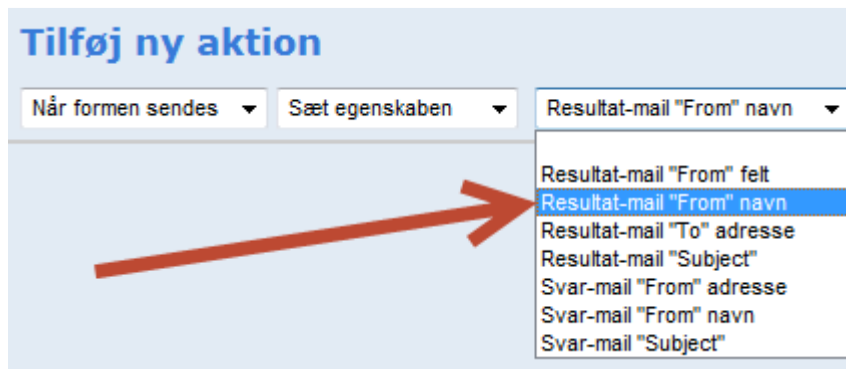 Tilføj ny aktion
Når formen sendes Sæt egenskaben Resultat-mail "From" navn
Resultat-mail "From" felt
Resultat-mail "From" navn
Resultat-mail "To" adresse
Resultat-mail "Subject"
Svar-mail "From" adresse
Svar-mail "From" navn
Svar-mail "Subject"